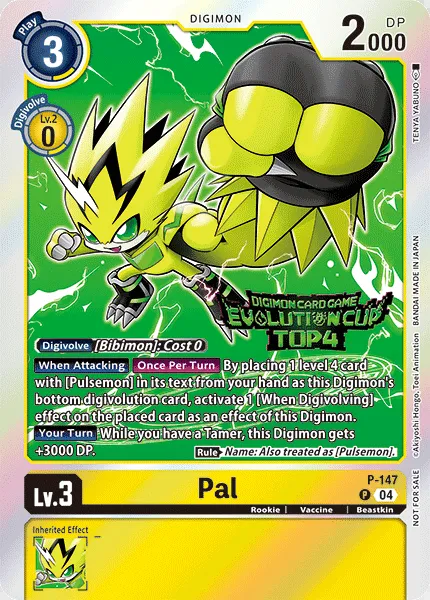 Play
3
DIGIMON
DP
2000
Digivolve
Lv.2
0
TENYA YABUNO
DIGIMON CARD GAME
EVOLUTION CUP
TOP4
Digivolve [Bibimon]: Cost 0
When Attacking Once Per Turn By placing 1 level 4 card
with [Pulsemon] in its text from your hand as this Digimon's
bottom digivolution card, activate 1 [When Digivolving]
effect on the placed card as an effect of this Digimon.
Your Turn While you have a Tamer, this Digimon gets
+3000 DP.
Rule Name: Also treated as [Pulsemon].
©Akiyoshi Hongo, Toei Animation BANDAI MADE IN JAPAN
NOT FOR SALE
Lv.3
Pal
P-147
P 04
Rookie | Vaccine | Beastkin
Inherited Effect